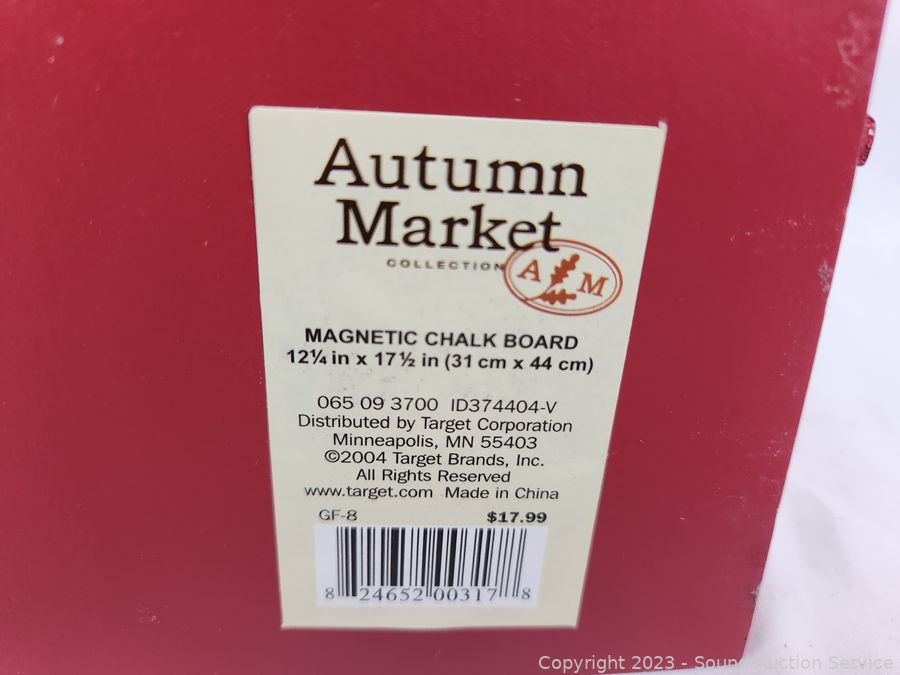 Autumn
Market
COLLECTION
A M
MAGNETIC CHALK BOARD
12¼ in x 17½ in (31 cm x 44 cm)
065 09 3700 ID374404-V
Distributed by Target Corporation
Minneapolis, MN 55403
©2004 Target Brands, Inc.
All Rights Reserved
www.target.com Made in China
GF-8 $17.99
8 24652 00317 8
Copyright 2023 - Sound Auction Service